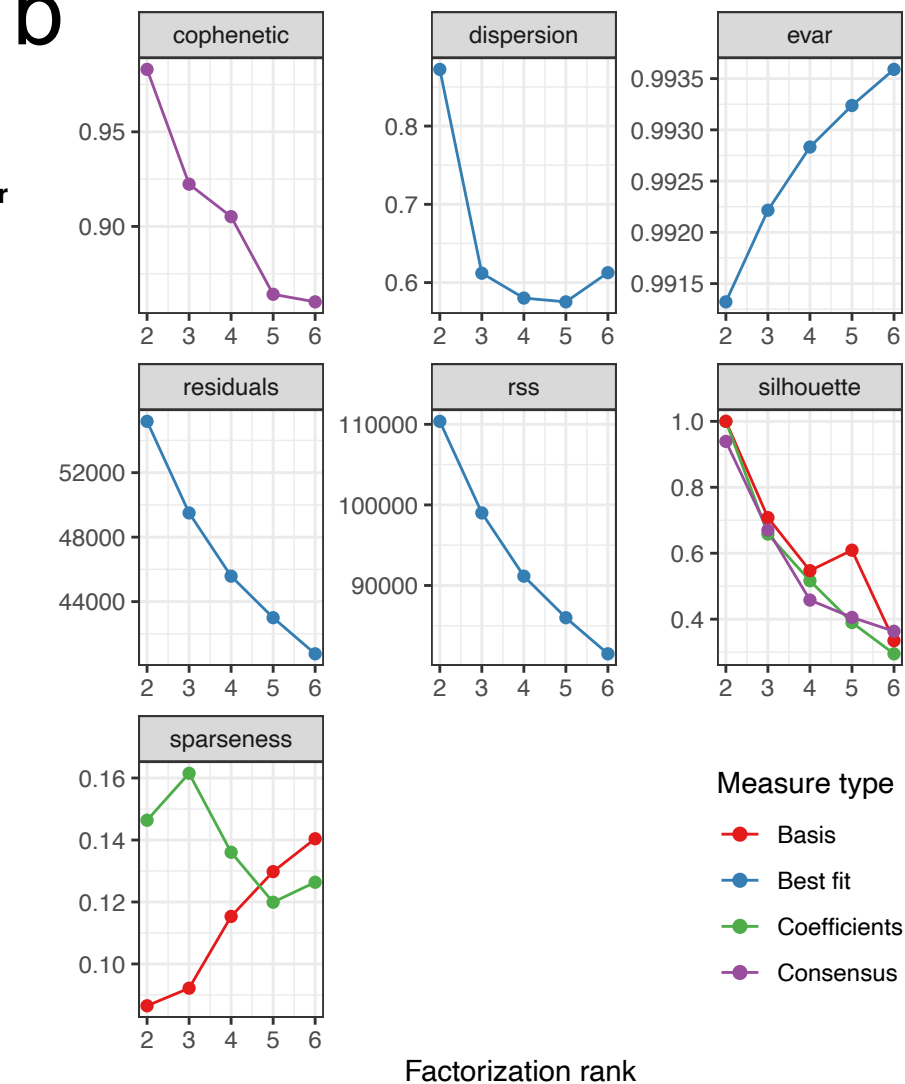 b
r
cophenetic
0.95
0.90
2 3 4 5 6
dispersion
0.8
0.7
0.6
2 3 4 5 6
evar
0.9935
0.9930
0.9925
0.9920
0.9915
2 3 4 5 6
residuals
52000
48000
44000
2 3 4 5 6
rss
110000
100000
90000
2 3 4 5 6
silhouette
1.0
0.8
0.6
0.4
2 3 4 5 6
sparseness
0.16
0.14
0.12
0.10
2 3 4 5 6
Measure type
Basis
Best fit
Coefficients
Consensus
Factorization rank